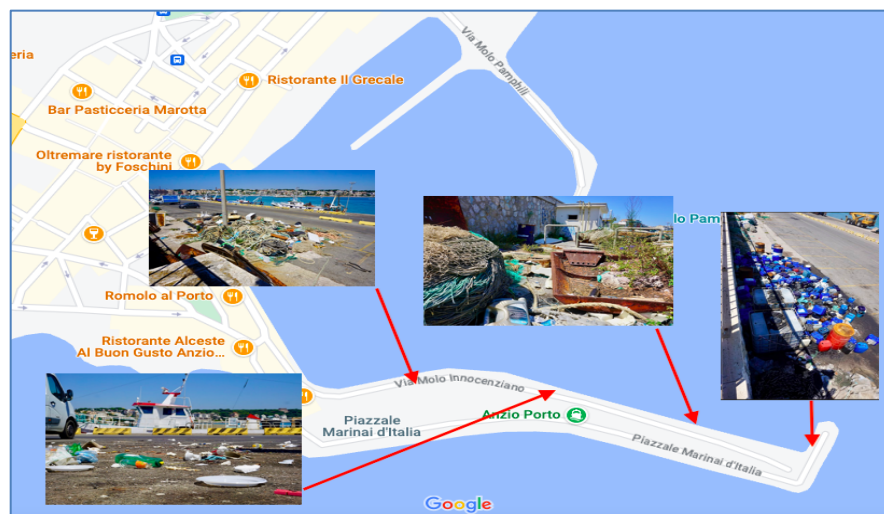 eria
Ristorante Il Grecale
Bar Pasticceria Marotta
Via Molo Pamphili
Oltremare ristorante
by Foschini
lo Pam
Romolo al Porto
Ristorante Alceste
Al Buon Gusto Anzio...
Via Molo Innocenziano
Piazzale
Marinai d'Italia
Anzio Porto
Piazzale Marinai d'Italia
Google